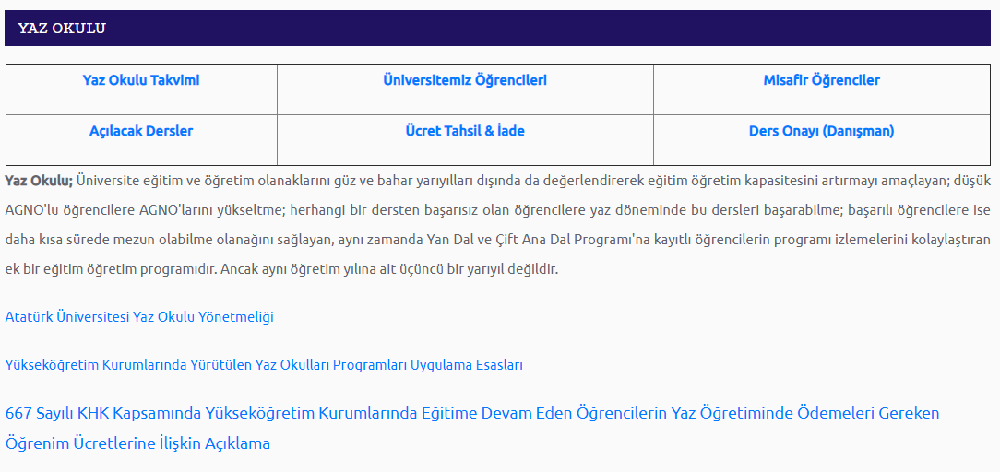 YAZ OKULU
Yaz Okulu Takvimi
Üniversitemiz Öğrencileri
Misafir Öğrenciler
Açılacak Dersler
Ücret Tahsil & İade
Ders Onayı (Danışman)
Yaz Okulu; Üniversite eğitim ve öğretim olanaklarını güz ve bahar yarıyılları dışında da değerlendirerek eğitim öğretim kapasitesini artırmayı amaçlayan; düşük
AGNO'lu öğrencilere AGNO'larını yükseltme; herhangi bir dersten başarısız olan öğrencilere yaz döneminde bu dersleri başarabilme; başarılı öğrencilere ise
daha kısa sürede mezun olabilme olanağını sağlayan, aynı zamanda Yan Dal ve Çift Ana Dal Programı'na kayıtlı öğrencilerin programı izlemelerini kolaylaştıran
ek bir eğitim öğretim programıdır. Ancak aynı öğretim yılına ait üçüncü bir yarıyıl değildir.
Atatürk Üniversitesi Yaz Okulu Yönetmeliği
Yükseköğretim Kurumlarında Yürütülen Yaz Okulları Programları Uygulama Esasları
667 Sayılı KHK Kapsamında Yükseköğretim Kurumlarında Eğitime Devam Eden Öğrencilerin Yaz Öğretiminde Ödemeleri Gereken
Öğrenim Ücretlerine İlişkin Açıklama